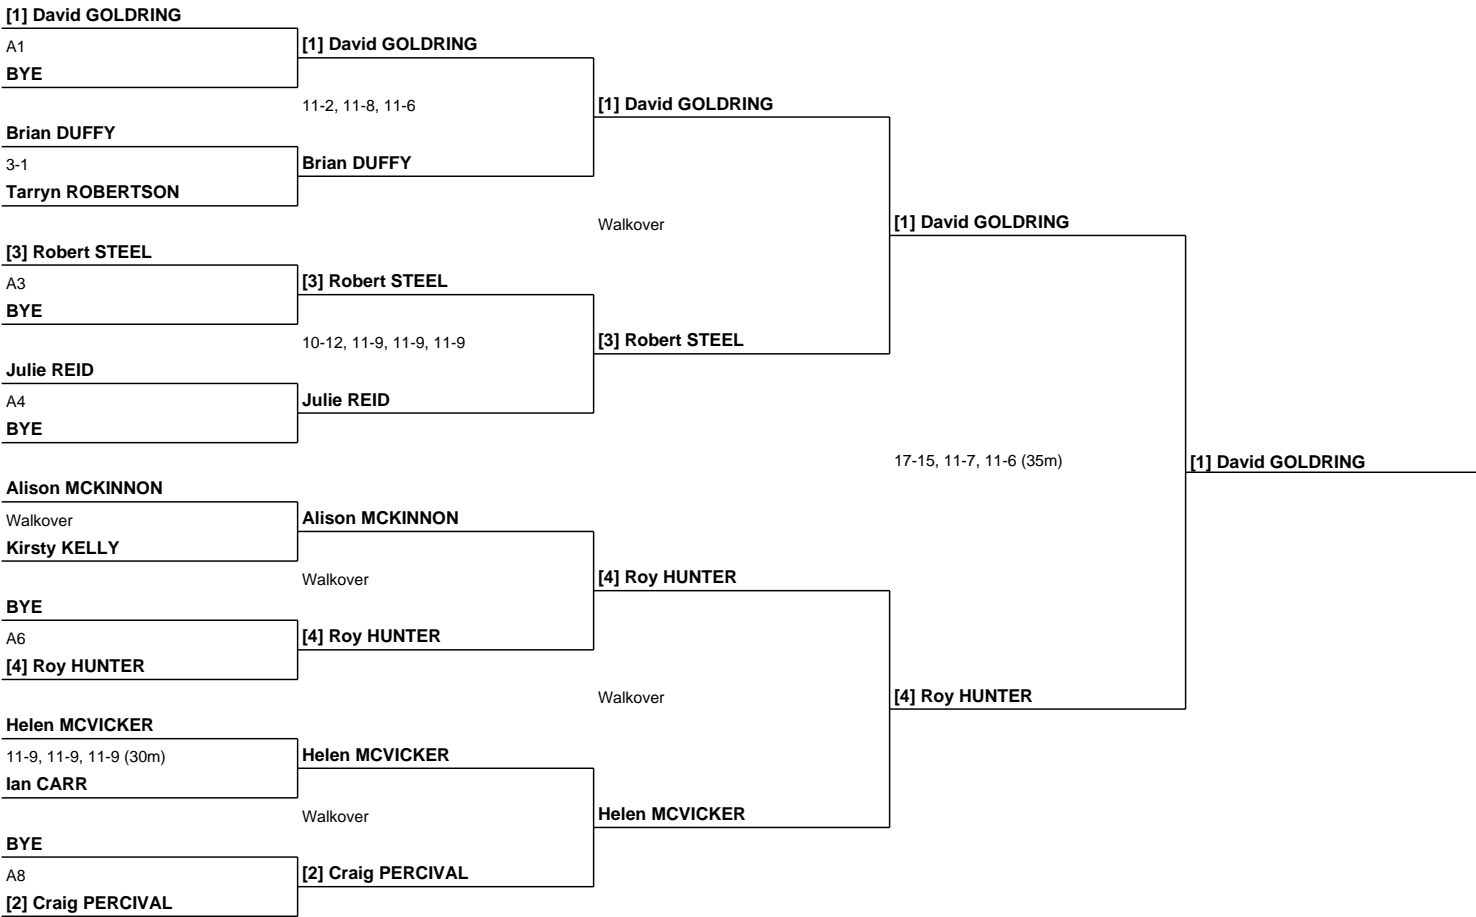 [1] David GOLDRING
A1
BYE
Brian DUFFY
3-1
Tarryn ROBERTSON
[3] Robert STEEL
A3
BYE
Julie REID
A4
BYE
Alison MCKINNON
Walkover
Kirsty KELLY
BYE
A6
[4] Roy HUNTER
Helen MCVICKER
11-9, 11-9, 11-9 (30m)
Ian CARR
BYE
A8
[2] Craig PERCIVAL
[1] David GOLDRING
11-2, 11-8, 11-6
Brian DUFFY
[3] Robert STEEL
10-12, 11-9, 11-9, 11-9
Julie REID
Alison MCKINNON
Walkover
[4] Roy HUNTER
Helen MCVICKER
Walkover
[2] Craig PERCIVAL
[1] David GOLDRING
Walkover
[3] Robert STEEL
[4] Roy HUNTER
Walkover
Helen MCVICKER
[1] David GOLDRING
17-15, 11-7, 11-6 (35m)
[4] Roy HUNTER
[1] David GOLDRING